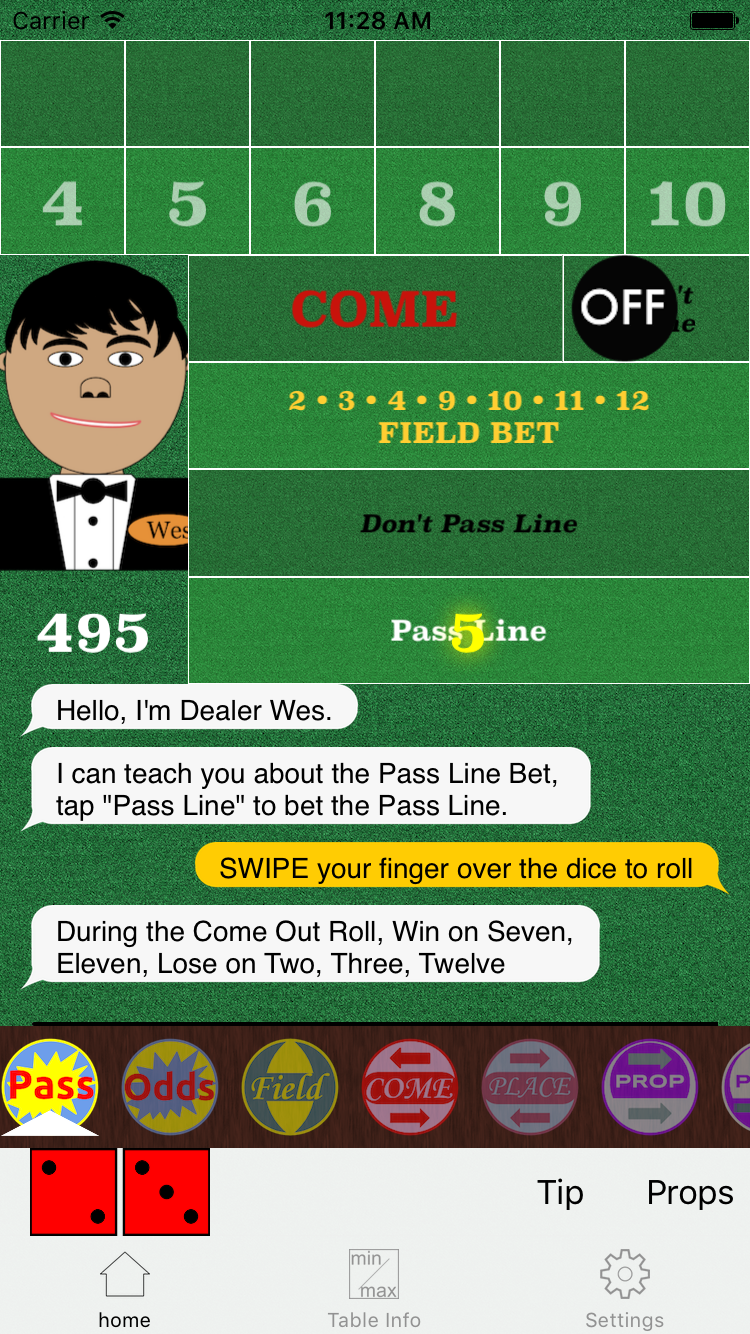 Carrier 11:28 AM
4 5 6 8 9 10
COME OFF 't
e
2 • 3 • 4 • 9 • 10 • 11 • 12
FIELD BET
Wes
Don't Pass Line
495
Pass Line
5
Hello, I'm Dealer Wes.
I can teach you about the Pass Line Bet,
tap "Pass Line" to bet the Pass Line.
SWIPE your finger over the dice to roll
During the Come Out Roll, Win on Seven,
Eleven, Lose on Two, Three, Twelve
Pass Odds Field COME PLACE PROP P
Tip Props
min
max
home Table Info Settings